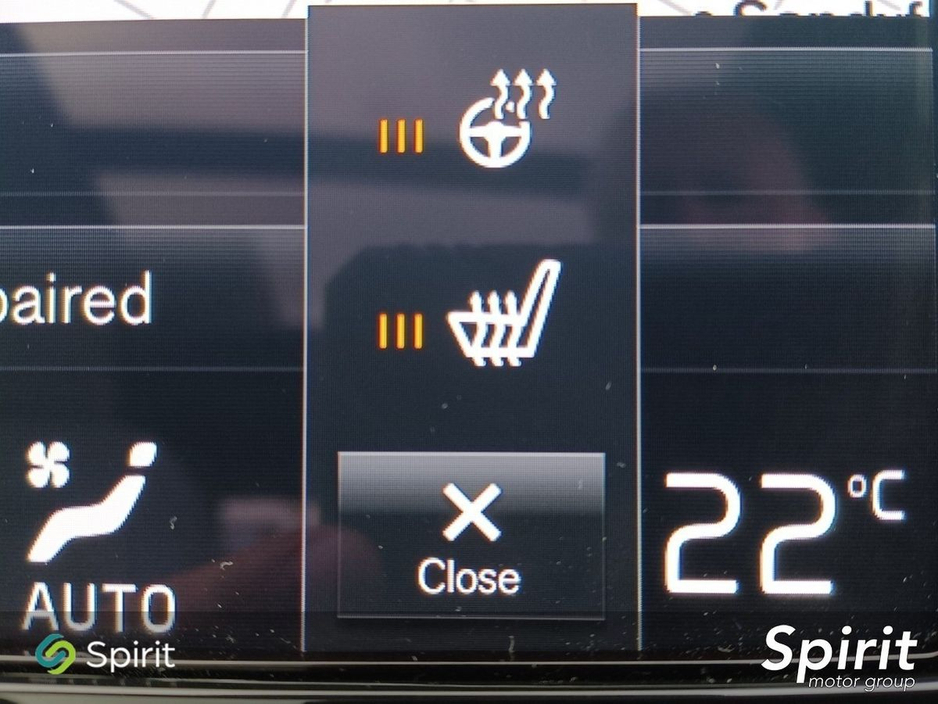 paired
Close
22°C
AUTO
Spirit
Spirit
motor group